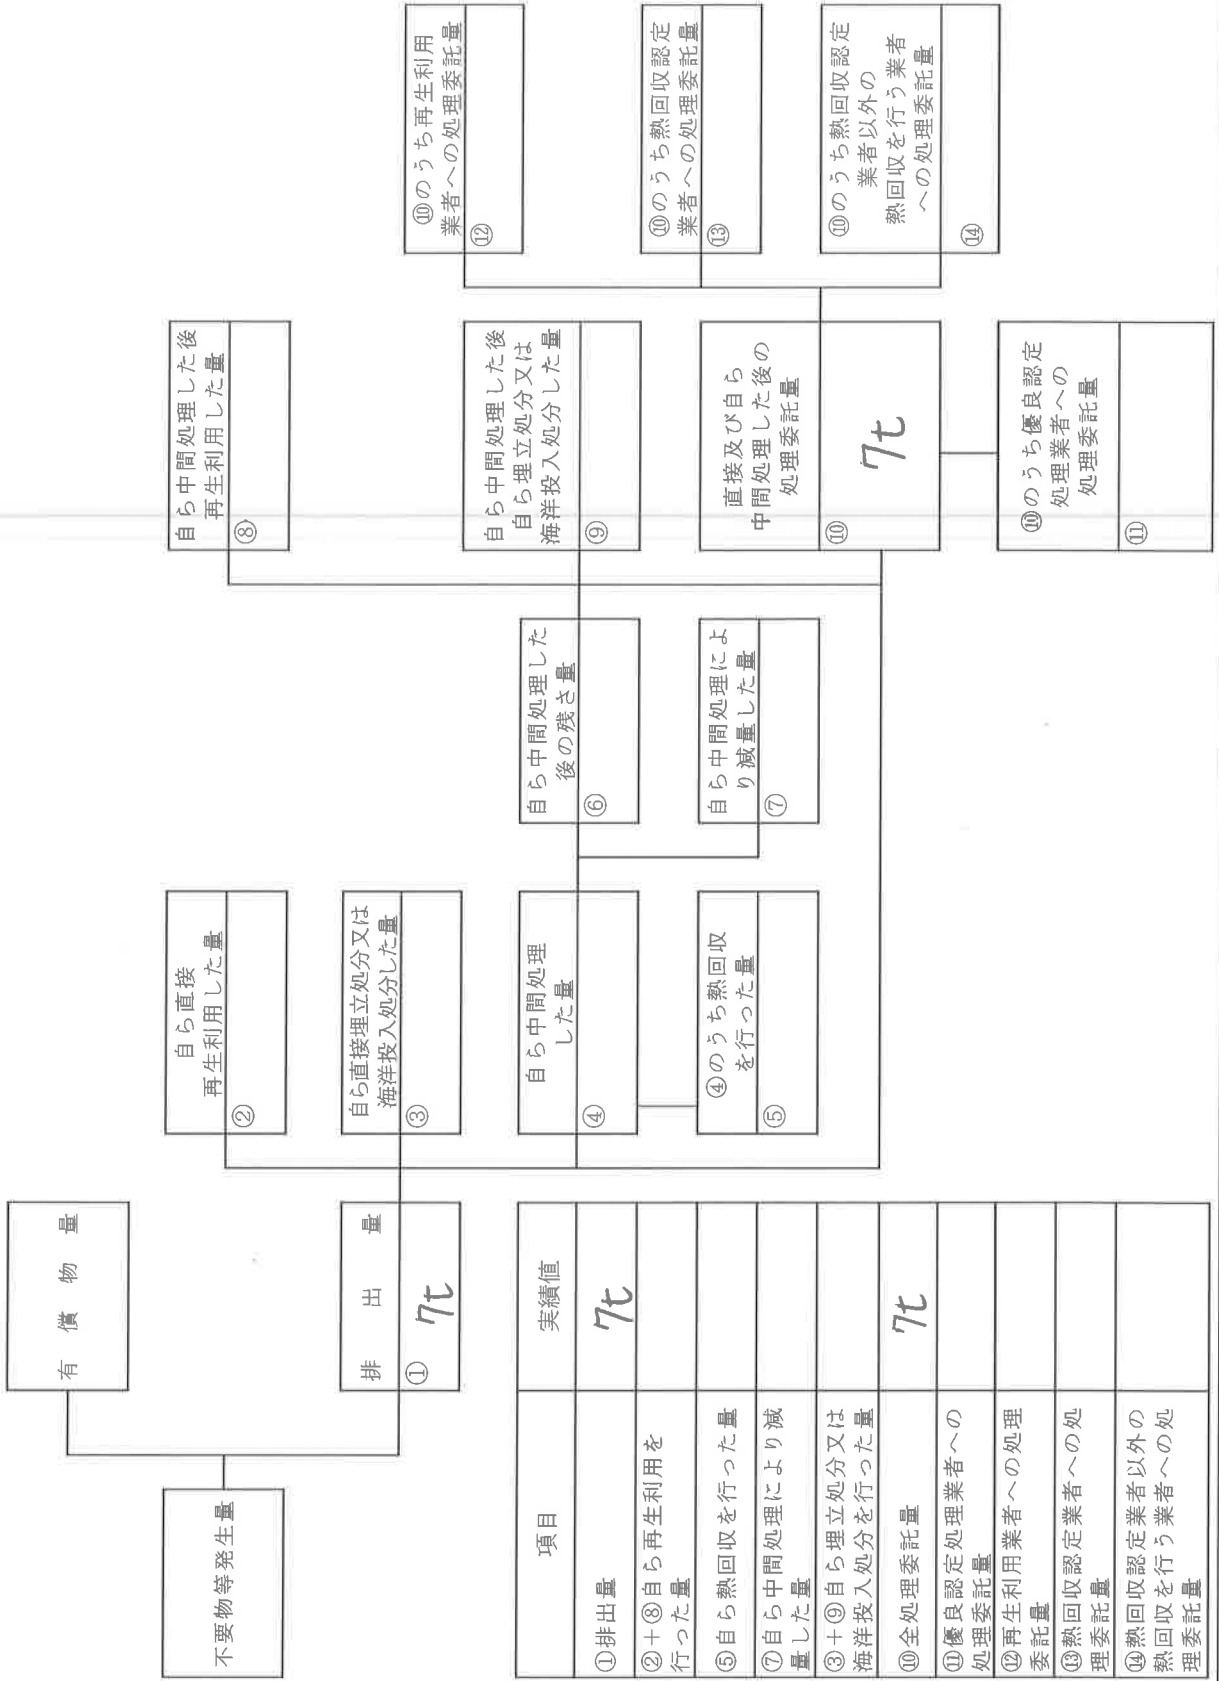 不要物等発生量
有償物量
排出量
①
7t
自ら直接
再生利用した量
②
自ら直接埋立処分又は
海洋投入処分した量
③
自ら中間処理
した量
④
④のうち熱回収
を行った量
⑤
自ら中間処理した
後の残さ量
⑥
自ら中間処理によ
り減量した量
⑦
自ら中間処理した後
再生利用した量
⑧
自ら中間処理した後
自ら埋立処分又は
海洋投入処分した量
⑨
直接及び自ら
中間処理した後の
処理委託量
⑩
7t
⑩のうち優良認定
処理業者への
処理委託量
⑪
⑩のうち再生利用
業者への処理委託量
⑫
⑩のうち熱回収認定
業者への処理委託量
⑬
⑩のうち熱回収認定
業者以外の
熱回収を行う業者
への処理委託量
⑭
項目
実績値
①排出量
7t
②+⑧自ら再生利用を
行った量
⑤自ら熱回収を行った量
⑦自ら中間処理により減
量した量
③+⑨自ら埋立処分又は
海洋投入処分を行った量
⑩全処理委託量
7t
⑪優良認定処理業者への
処理委託量
⑫再生利用業者への処理
委託量
⑬熱回収認定業者への処
理委託量
⑭熱回収認定業者以外の
熱回収を行う業者への処
理委託量